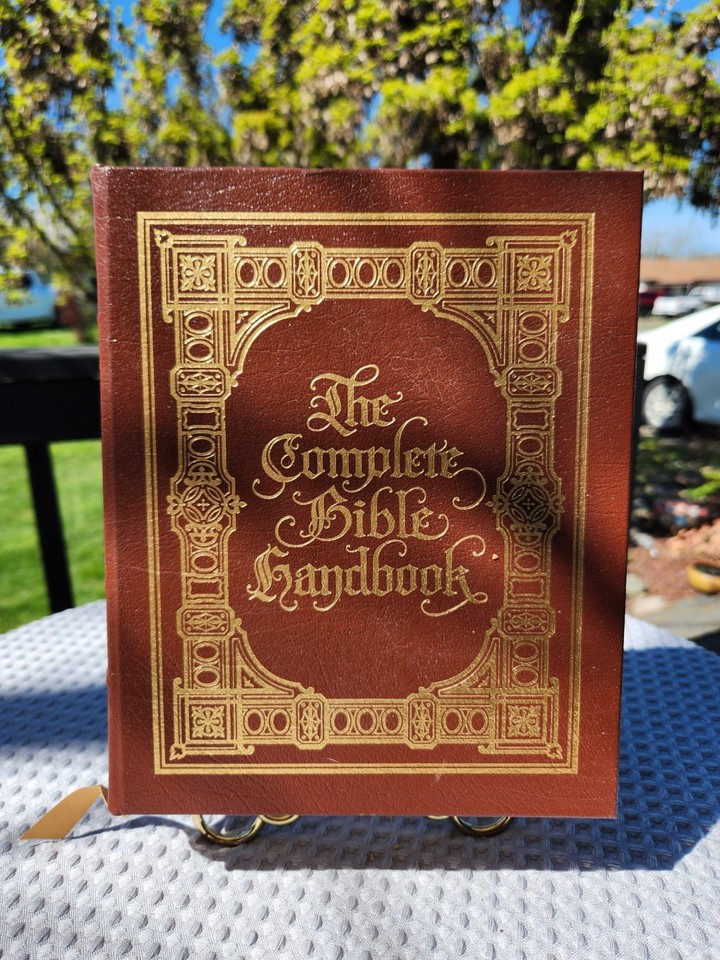 The
Complete
Bible
Handbook